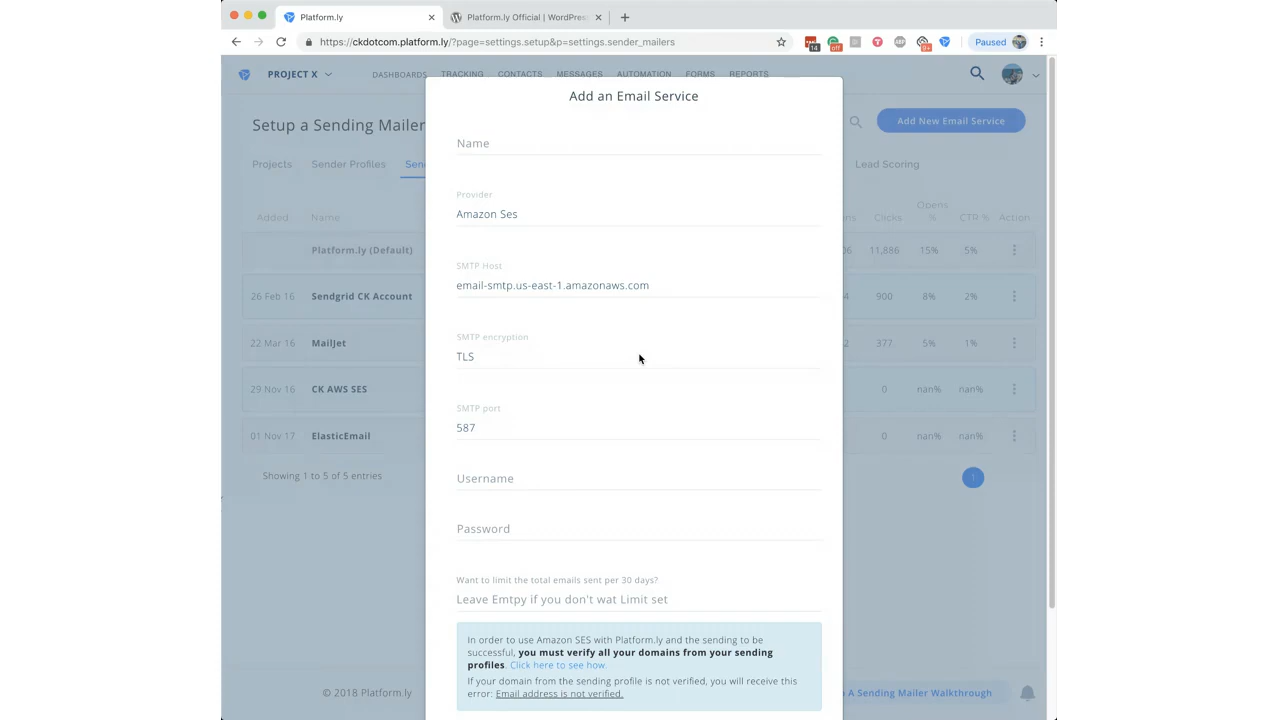 Platform.ly
Platform.ly Official | WordPres
https://ckdotcom.platform.ly/?page=settings.setup&p=settings.sender_mailers
14
off
Paused
PROJECT X
DASHBOARDS
TRACKING
CONTACTS
MESSAGES
AUTOMATION
FORMS
REPORTS
Add an Email Service
Setup a Sending Mailer
Add New Email Service
Projects
Sender Profiles
Sen
Lead Scoring
Added
Name
Opens
%
Clicks
CTR %
Action
Platform.ly (Default)
06
11,886
15%
5%
26 Feb 16
Sendgrid CK Account
4
900
8%
2%
22 Mar 16
MailJet
2
377
5%
1%
29 Nov 16
CK AWS SES
0
nan%
nan%
01 Nov 17
ElasticEmail
0
nan%
nan%
Showing 1 to 5 of 5 entries
1
Name
Provider
Amazon Ses
SMTP Host
email-smtp.us-east-1.amazonaws.com
SMTP encryption
TLS
SMTP port
587
Username
Password
Want to limit the total emails sent per 30 days?
Leave Emtpy if you don't wat Limit set
In order to use Amazon SES with Platform.ly and the sending to be
successful, you must verify all your domains from your sending
profiles. Click here to see how.
If your domain from the sending profile is not verified, you will receive this
error: Email address is not verified.
© 2018 Platform.ly
A Sending Mailer Walkthrough